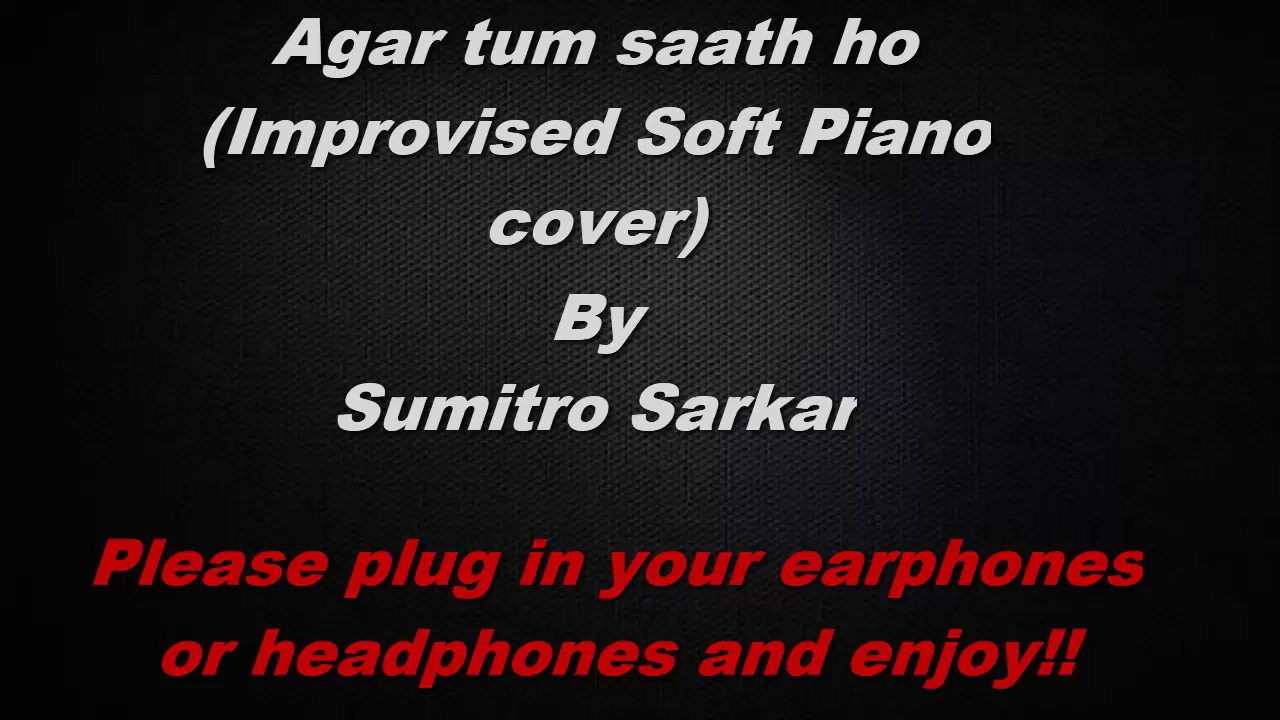 Agar tum saath ho
(Improvised Soft Piano
cover)
By
Sumitro Sarkar
Please plug in your earphones
or headphones and enjoy!!